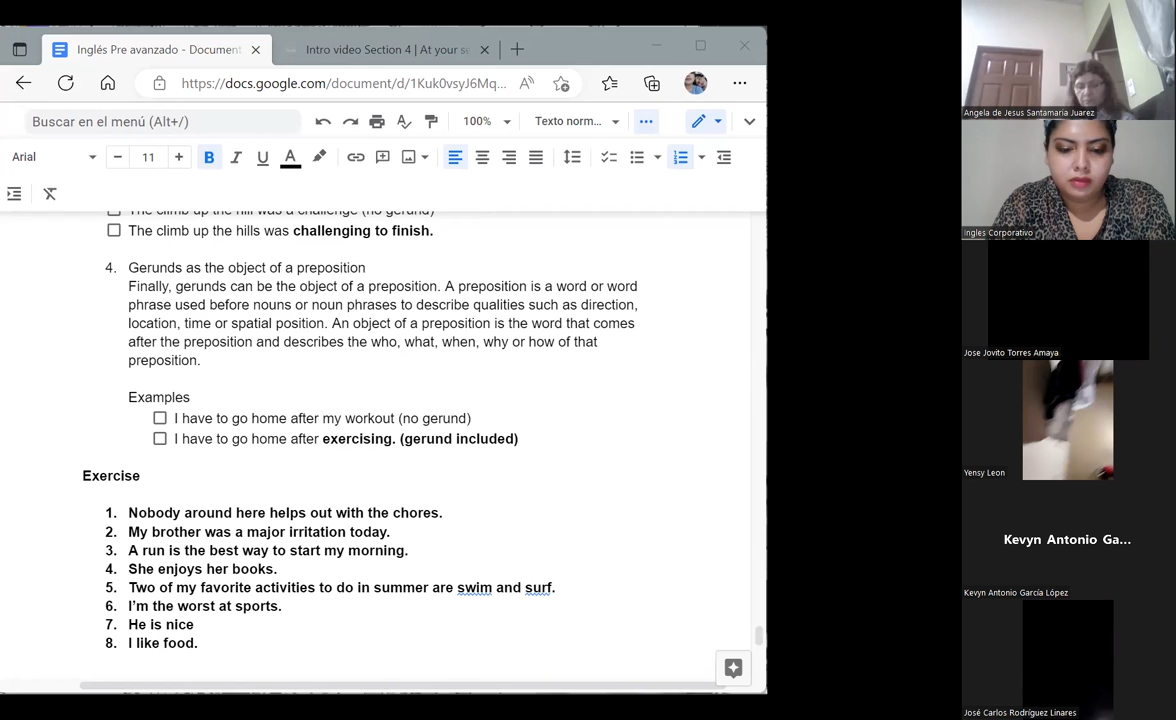 Inglés Pre avanzado - Document
Intro video Section 4 | At your se
https://docs.google.com/document/d/1Kuk0vsyJ6Mq...
Buscar en el menú (Alt+/)
100%
Texto norm...
Arial
11
The climb up the hill was a challenge (no gerund)
The climb up the hills was challenging to finish.
4. Gerunds as the object of a preposition
Finally, gerunds can be the object of a preposition. A preposition is a word or word
phrase used before nouns or noun phrases to describe qualities such as direction,
location, time or spatial position. An object of a preposition is the word that comes
after the preposition and describes the who, what, when, why or how of that
preposition.
Examples
I have to go home after my workout (no gerund)
I have to go home after exercising. (gerund included)
Exercise
1. Nobody around here helps out with the chores.
2. My brother was a major irritation today.
3. A run is the best way to start my morning.
4. She enjoys her books.
5. Two of my favorite activities to do in summer are swim and surf.
6. I'm the worst at sports.
7. He is nice
8. I like food.
Angela de Jesus Santamaria Juarez
Ingles Corporativo
Jose Jovito Torres Amaya
Yensy Leon
Kevyn Antonio Ga...
Kevyn Antonio García López
José Carlos Rodríguez Linares